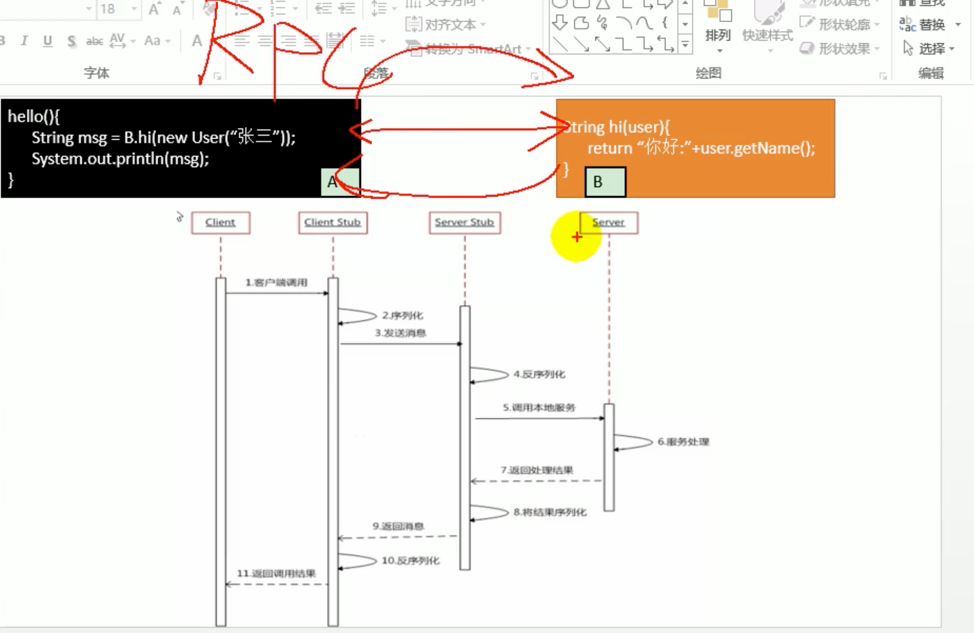 18
A
A
文字方向
对齐文本
转换为 SmartArt
排列
快速样式
形状填充
形状轮廓
形状效果
查找
替换
选择
B I U S abc AV Aa A
字体
段落
绘图
编辑
RPC
hello(){
String msg = B.hi(new User(“张三”));
System.out.println(msg);
}
A
String hi(user){
return “你好:”+user.getName();
}
B
Client
Client Stub
Server Stub
Server
1.客户端调用
2.序列化
3.发送消息
4.反序列化
5.调用本地服务
6.服务处理
7.返回处理结果
8.将结果序列化
9.返回消息
10.反序列化
11.返回调用结果